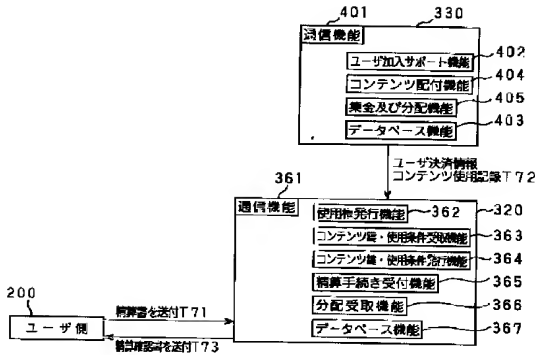 401
330
通信機能
402
ユーザ加入サポート機能
404
コンテンツ配付機能
405
集金及び分配機能
403
データベース機能
ユーザ決済情報
コンテンツ使用記録T72
361
通信機能
320
使用権発行機能
362
コンテンツ鍵・使用条件受取機能
363
コンテンツ鍵・使用条件発行機能
364
精算手続き受付機能
365
分配受取機能
366
データベース機能
367
200
ユーザ側
精算書を送付T71
精算確認書を送付T73